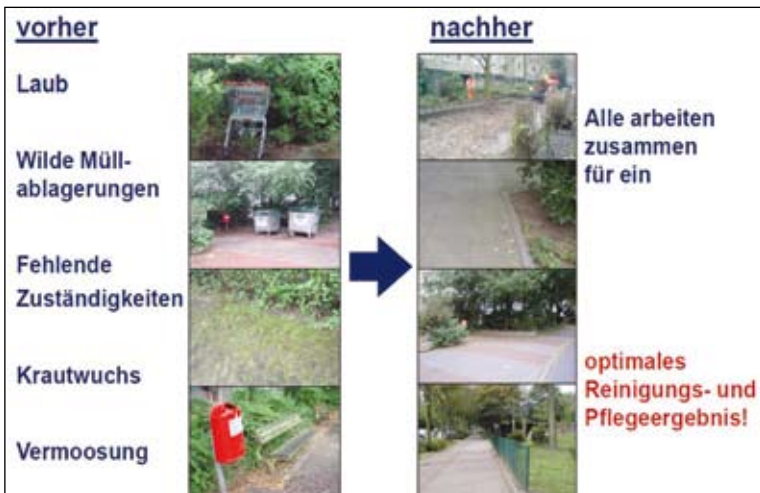 vorher
Laub
Wilde Müll-
ablagerungen
Fehlende
Zuständigkeiten
Krautwuchs
Vermoosung
nachher
Alle arbeiten
zusammen
für ein
optimales
Reinigungs- und
Pflegeergebnis!